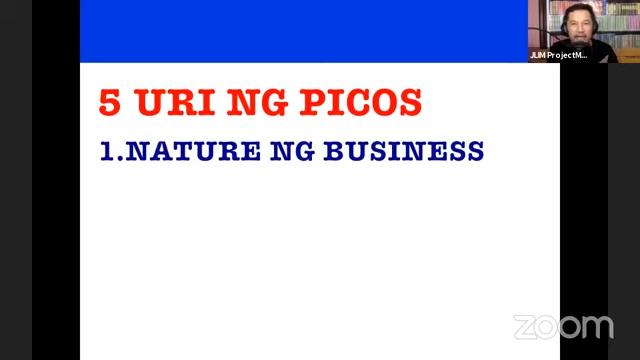 5 URI NG PICOS
1.NATURE NG BUSINESS
JLIM ProjectM...
zoom